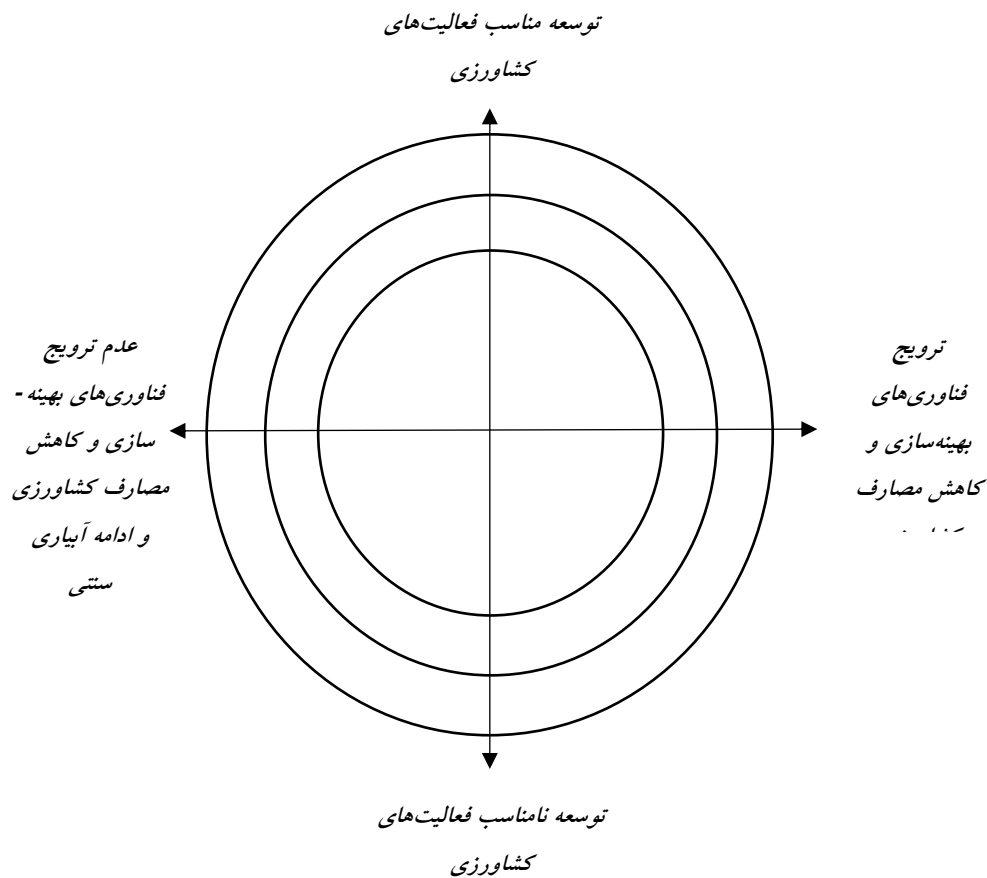 توسعه مناسب فعالیت‌های
کشاورزی
ترویج
فناوری‌های
بهینه‌سازی و
کاهش مصارف
عدم ترویج
فناوری‌های بهینه -
سازی و کاهش
مصارف کشاورزی
و ادامه آبیاری
سنتی
توسعه نامناسب فعالیت‌های
کشاورزی